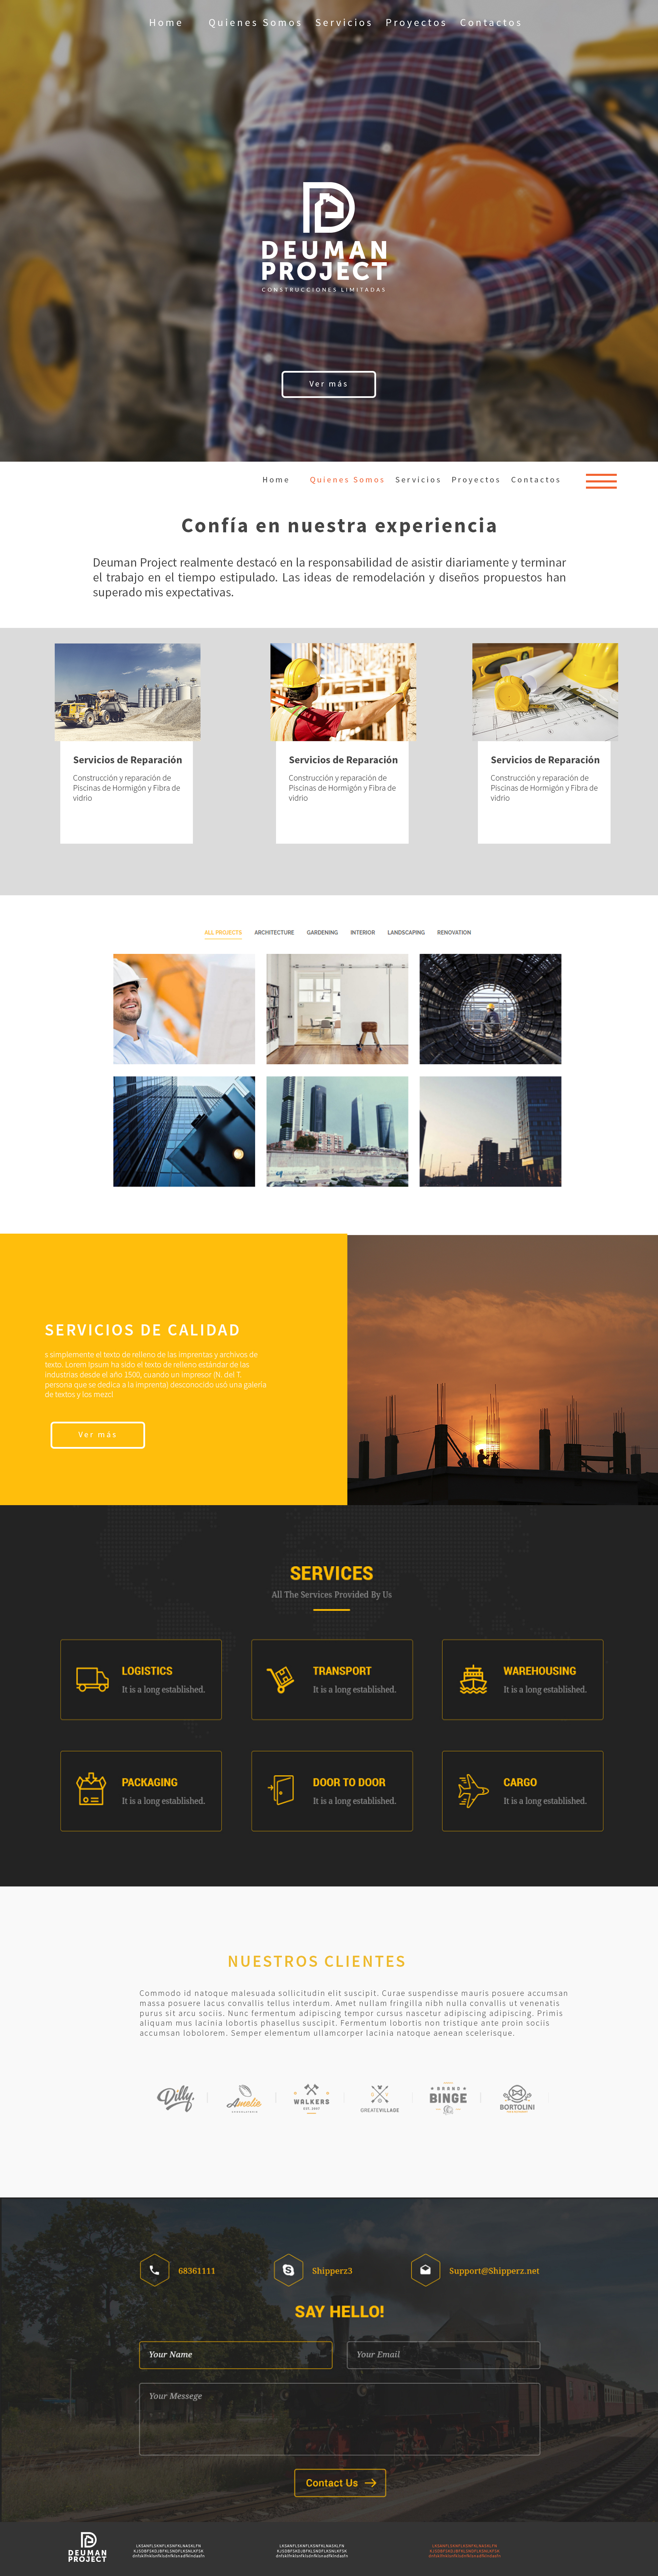 Home Quienes Somos Servicios Proyectos Contactos
DEUMAN
PROJECT
CONSTRUCCIONES LIMITADAS
Ver más
Home Quienes Somos Servicios Proyectos Contactos
Confía en nuestra experiencia
Deuman Project realmente destacó en la responsabilidad de asistir diariamente y terminar
el trabajo en el tiempo estipulado. Las ideas de remodelación y diseños propuestos han
superado mis expectativas.
Servicios de Reparación
Construcción y reparación de
Piscinas de Hormigón y Fibra de
vidrio
Servicios de Reparación
Construcción y reparación de
Piscinas de Hormigón y Fibra de
vidrio
Servicios de Reparación
Construcción y reparación de
Piscinas de Hormigón y Fibra de
vidrio
ALL PROJECTS ARCHITECTURE GARDENING INTERIOR LANDSCAPING RENOVATION
SERVICIOS DE CALIDAD
s simplemente el texto de relleno de las imprentas y archivos de
texto. Lorem Ipsum ha sido el texto de relleno estándar de las
industrias desde el año 1500, cuando un impresor (N. del T.
persona que se dedica a la imprenta) desconocido usó una galería
de textos y los mezcl
Ver más
SERVICES
All The Services Provided By Us
LOGISTICS
It is a long established.
TRANSPORT
It is a long established.
WAREHOUSING
It is a long established.
PACKAGING
It is a long established.
DOOR TO DOOR
It is a long established.
CARGO
It is a long established.
NUESTROS CLIENTES
Commodo id natoque malesuada sollicitudin elit suscipit. Curae suspendisse mauris posuere accumsan
massa posuere lacus convallis tellus interdum. Amet nullam fringilla nibh nulla convallis ut venenatis
purus sit arcu sociis. Nunc fermentum adipiscing tempor cursus nascetur adipiscing adipiscing. Primis
aliquam mus lacinia lobortis phasellus suscipit. Fermentum lobortis non tristique ante proin sociis
accumsan lobolorem. Semper elementum ullamcorper lacinia natoque aenean scelerisque.
Dilly.
Amelie
WALKERS
GREATEVILLAGE
BRAND
BINGE
BORTOLINI
68361111
Shipperz3
Support@Shipperz.net
SAY HELLO!
Your Name
Your Email
Your Messege
Contact Us
DEUMAN
PROJECT